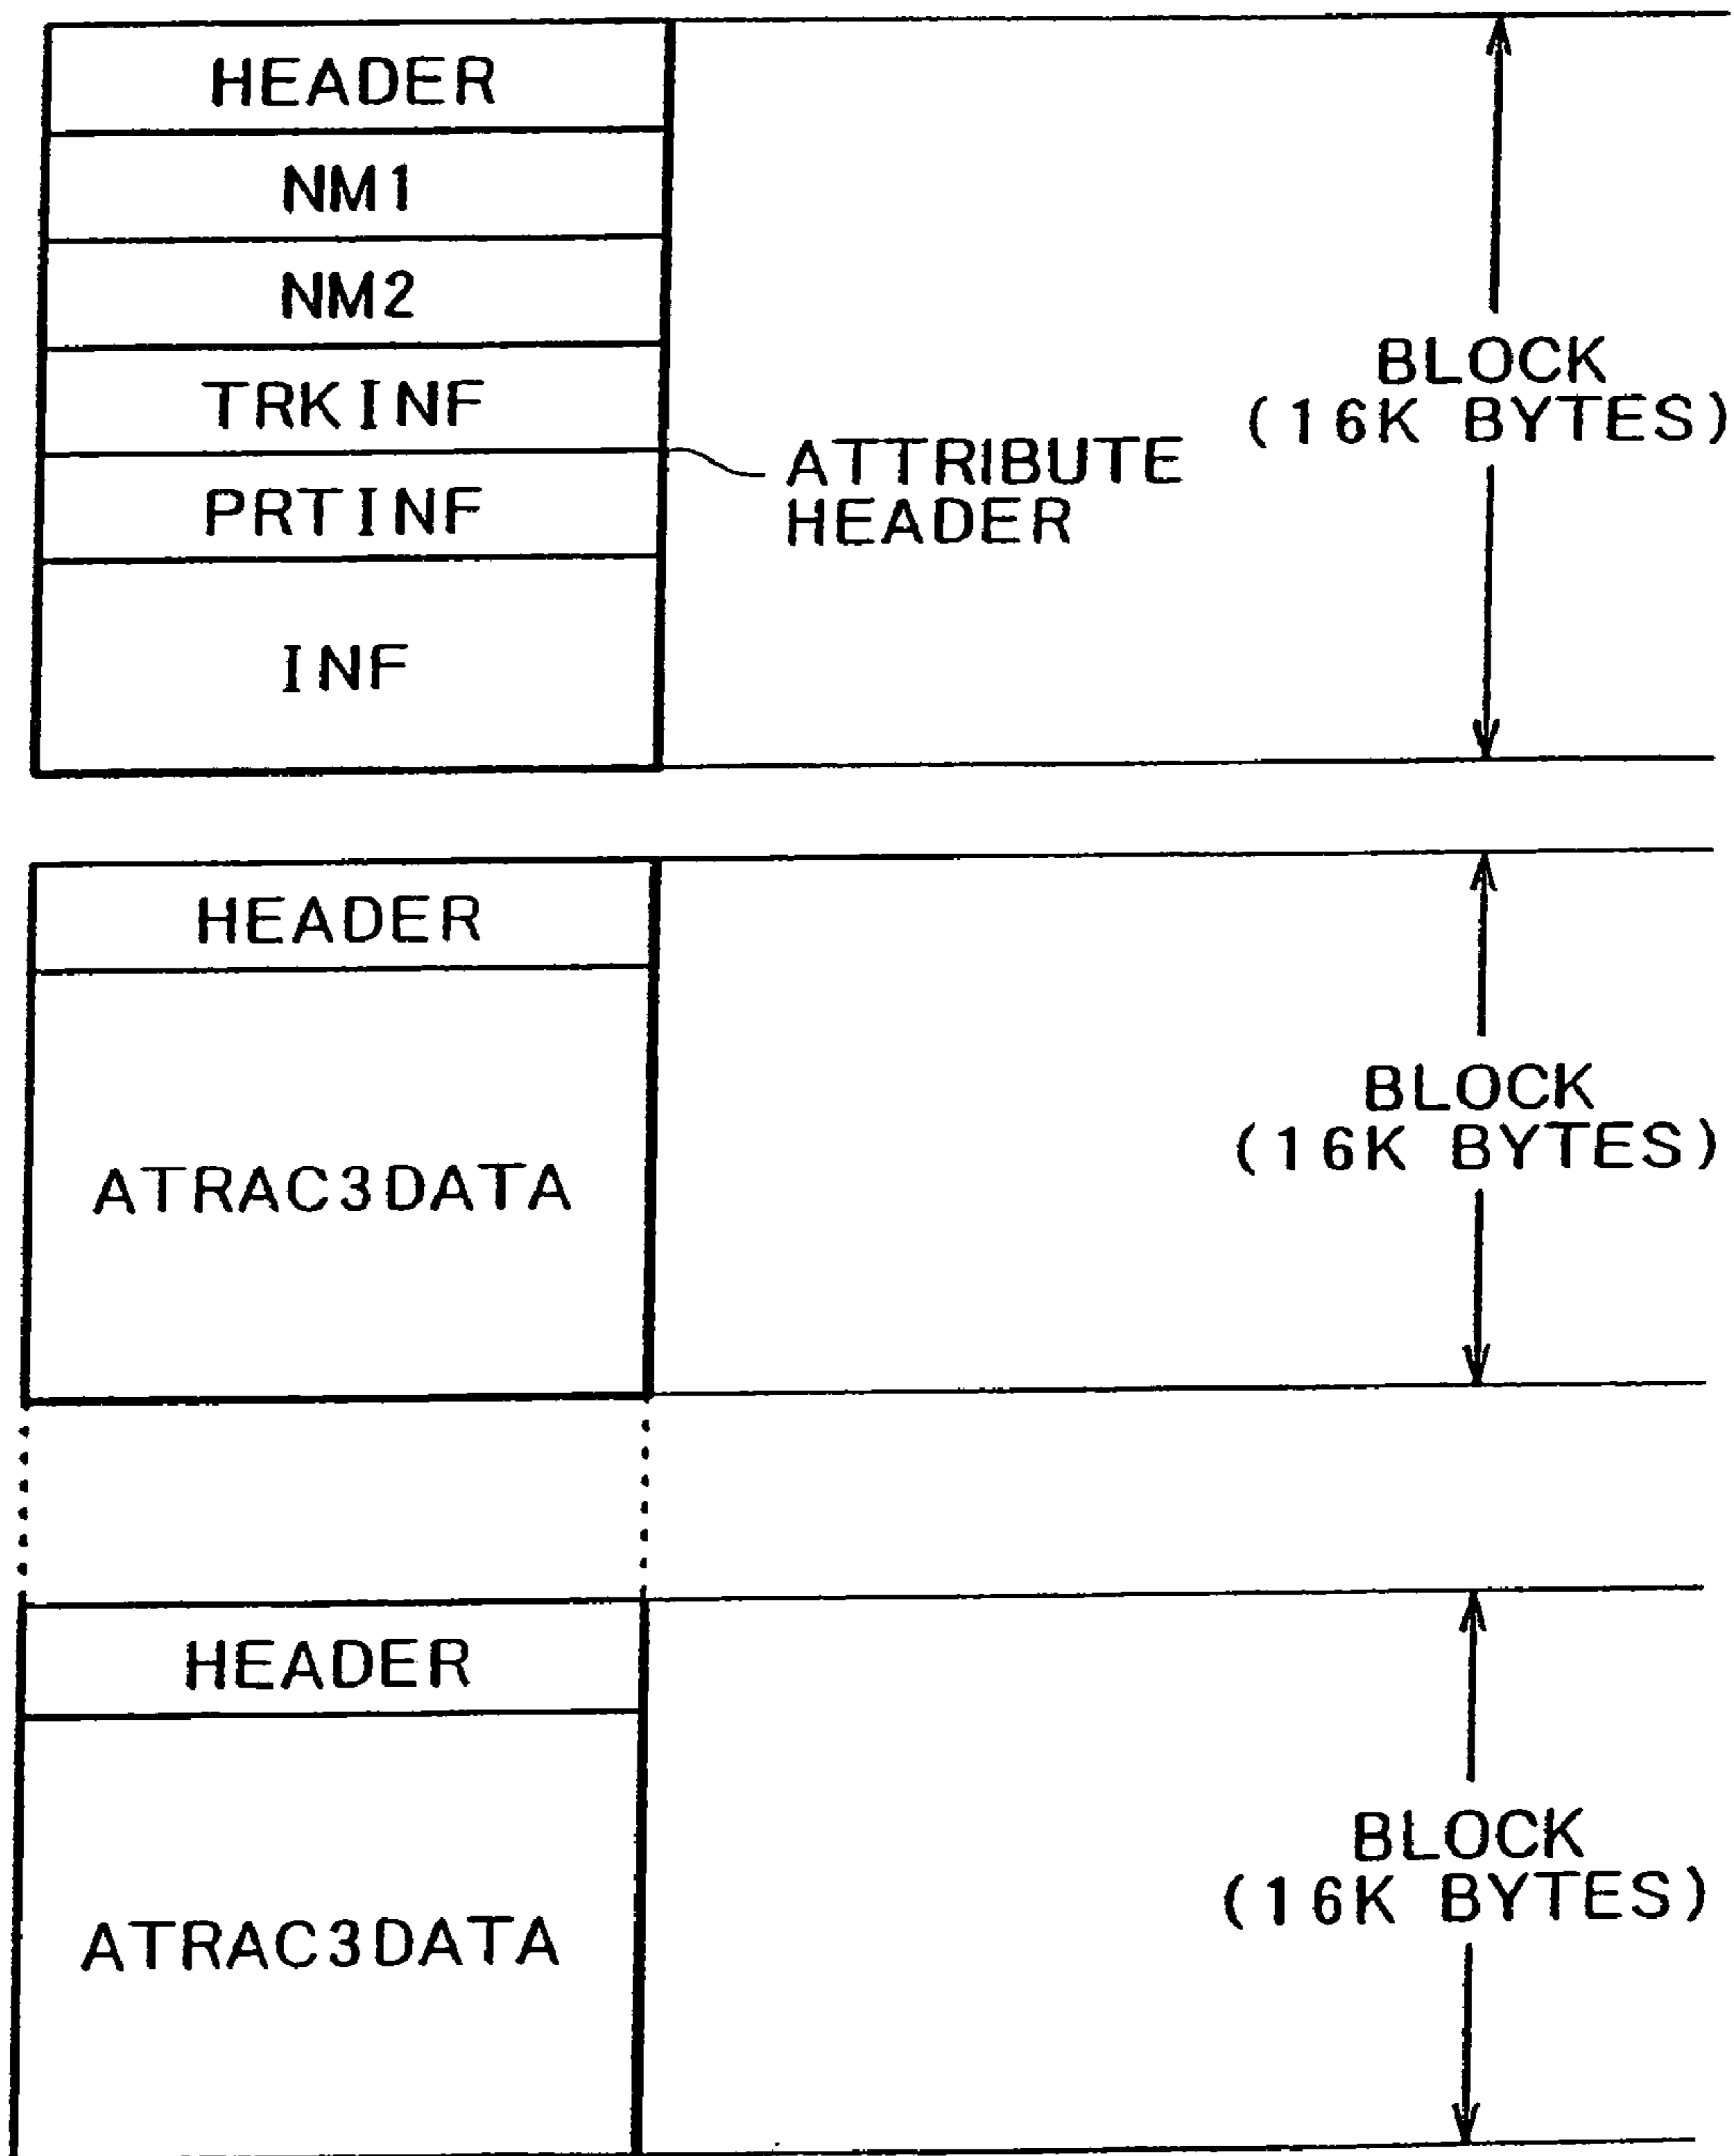 HEADER
NM1
NM2
TRKINF
PRTINF
INF
ATTRIBUTE
HEADER
BLOCK
(16K BYTES)
HEADER
ATRAC3DATA
BLOCK
(16K BYTES)
HEADER
ATRAC3DATA
BLOCK
(16K BYTES)